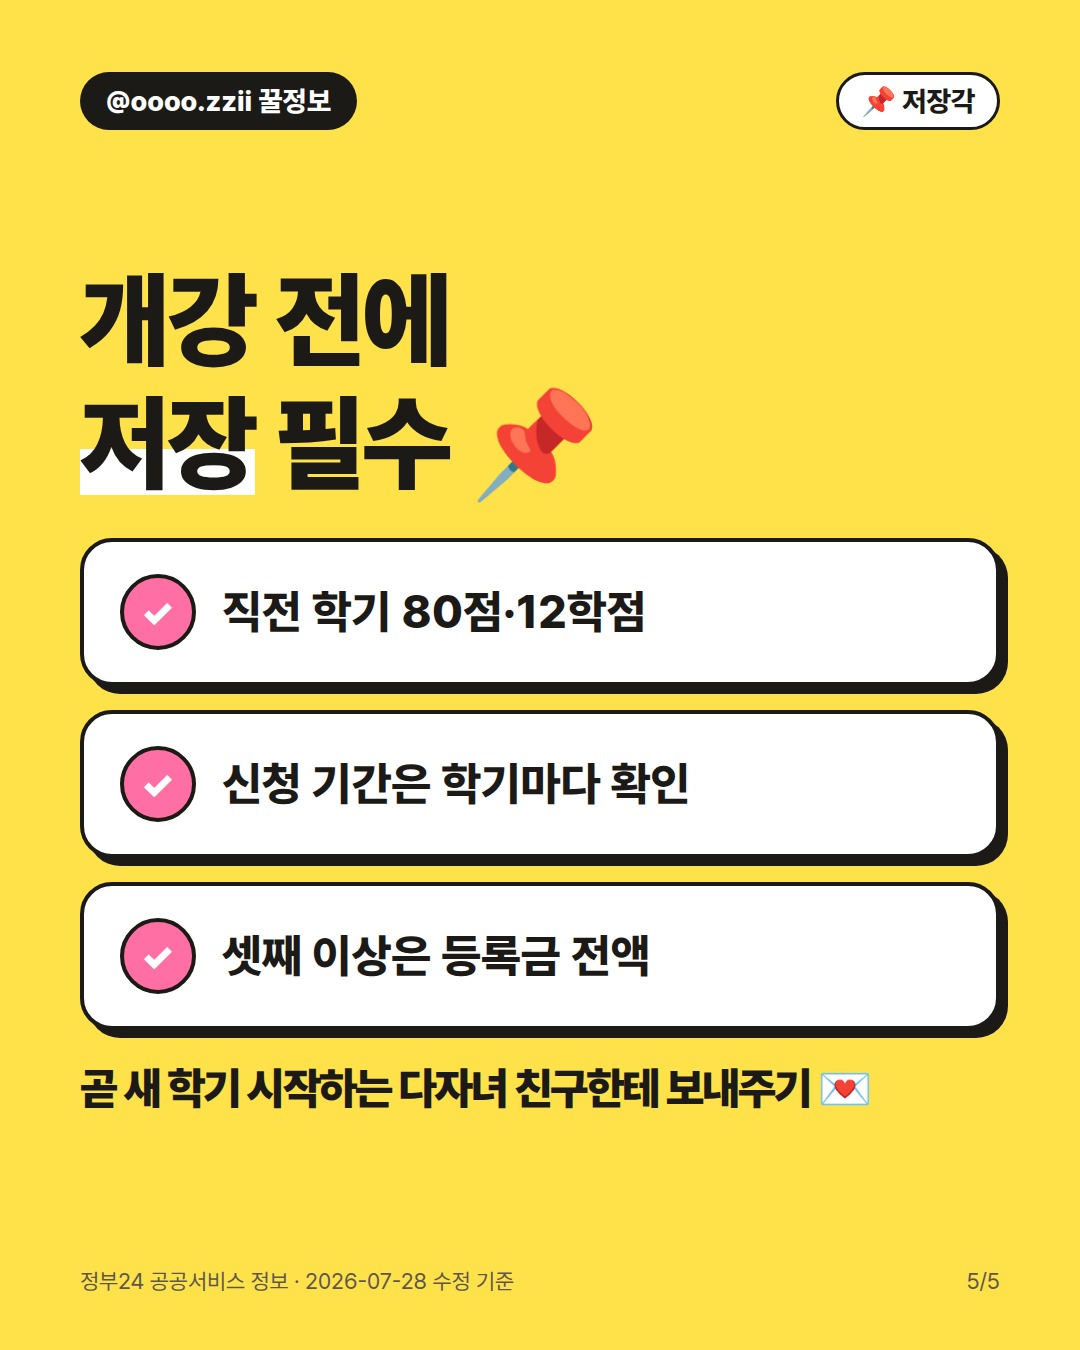 @oooo.zzii 꿀정보
📌 저장각
개강 전에
저장 필수 📌
직전 학기 80점·12학점
신청 기간은 학기마다 확인
셋째 이상은 등록금 전액
곧 새 학기 시작하는 다자녀 친구한테 보내주기 💌
정부24 공공서비스 정보 · 2026-07-28 수정 기준
5/5